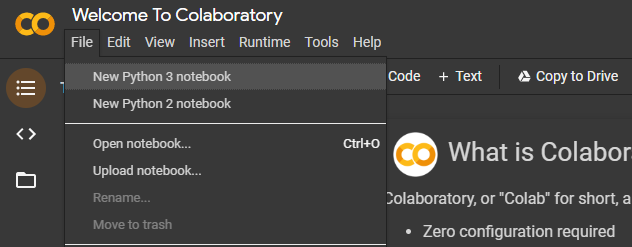 Welcome To Colaboratory
File Edit View Insert Runtime Tools Help
New Python 3 notebook
New Python 2 notebook
Open notebook... Ctrl+O
Upload notebook...
Rename...
Move to trash
Code + Text Copy to Drive
What is Colabor
Colaboratory, or "Colab" for short, a
• Zero configuration required